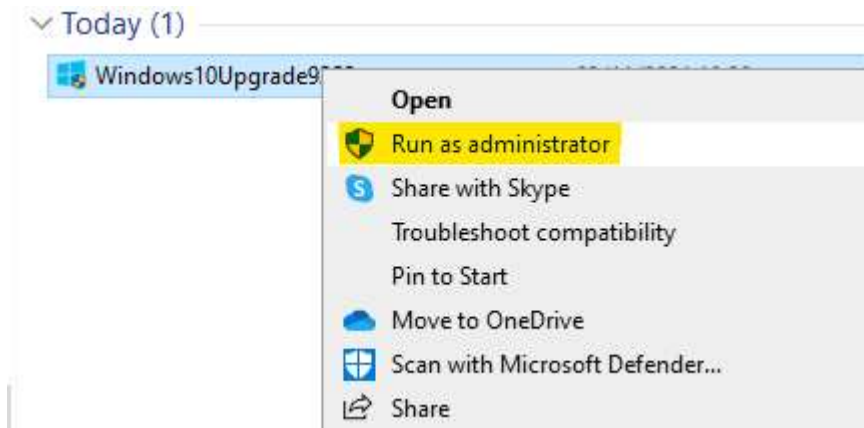 Today (1)
Windows10Upgrade9
Open
Run as administrator
Share with Skype
Troubleshoot compatibility
Pin to Start
Move to OneDrive
Scan with Microsoft Defender...
Share